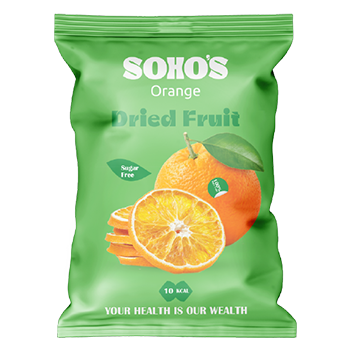 SOHO'S
Orange
Dried Fruit
Sugar
Free
10 KCAL
YOUR HEALTH IS OUR WEALTH